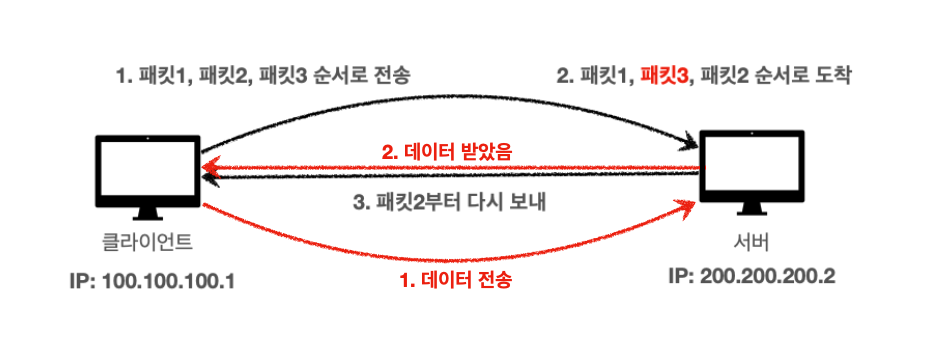 1. 패킷1, 패킷2, 패킷3 순서로 전송
2. 패킷1, 패킷3, 패킷2 순서로 도착
2. 데이터 받았음
3. 패킷2부터 다시 보내
클라이언트
서버
IP: 100.100.100.1
IP: 200.200.200.2
1. 데이터 전송